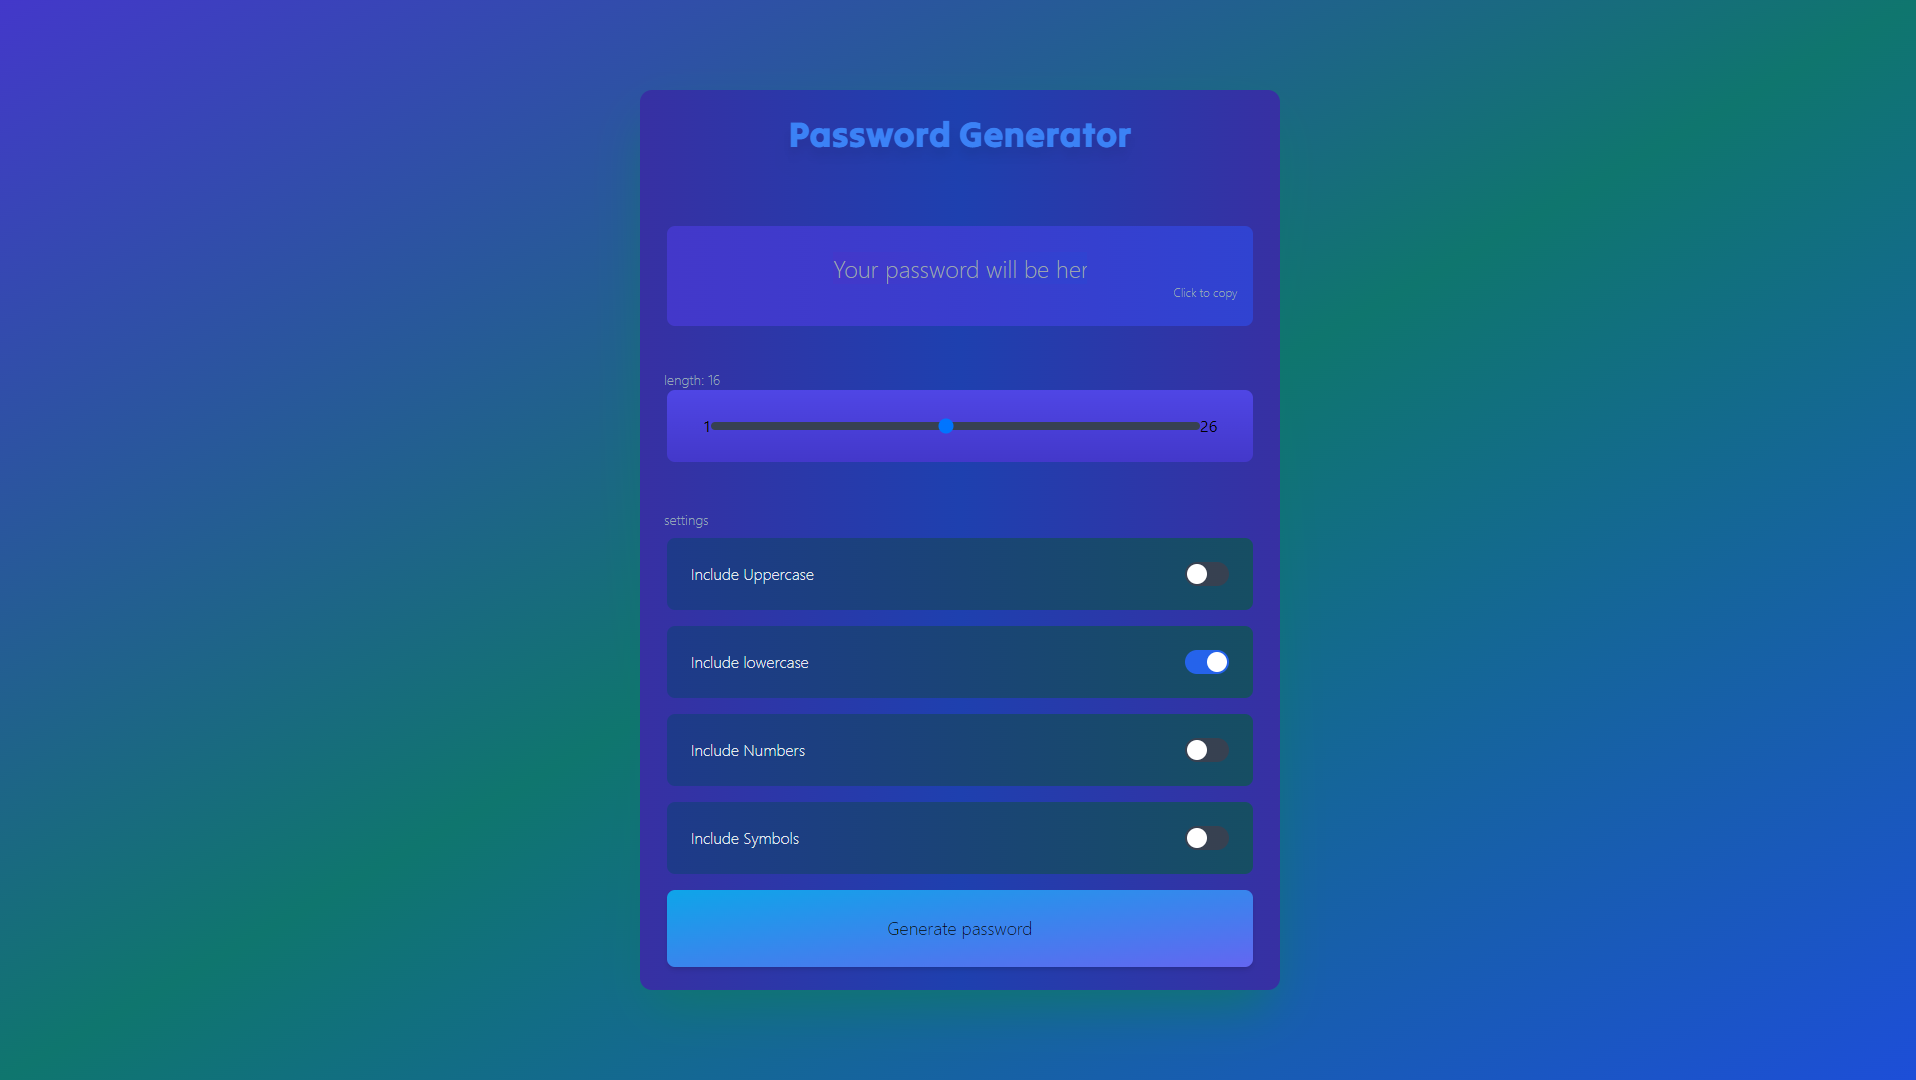 Password Generator
Your password will be her
Click to copy
length: 16
1 26
settings
Include Uppercase
Include lowercase
Include Numbers
Include Symbols
Generate password